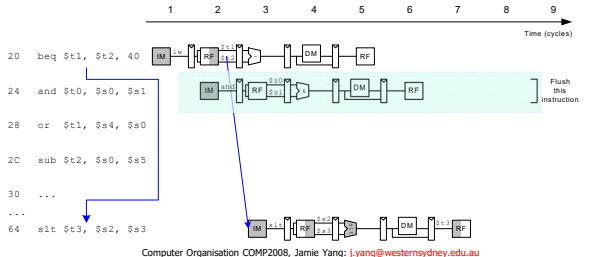 1 2 3 4 5 6 7 8 9
Time (cycles)
20 beq $t1, $t2, 40 IM lw RF $t1 $t2 - DM RF
24 and $t0, $s0, $s1 IM and RF $s0 $s1 & DM RF Flush this instruction
28 or $t1, $s4, $s0
2C sub $t2, $s0, $s5
30 ...
...
64 slt $t3, $s2, $s3 IM slt RF $s2 $s3 DM $t3 RF
Computer Organisation COMP2008, Jamie Yang: j.yang@westernsydney.edu.au